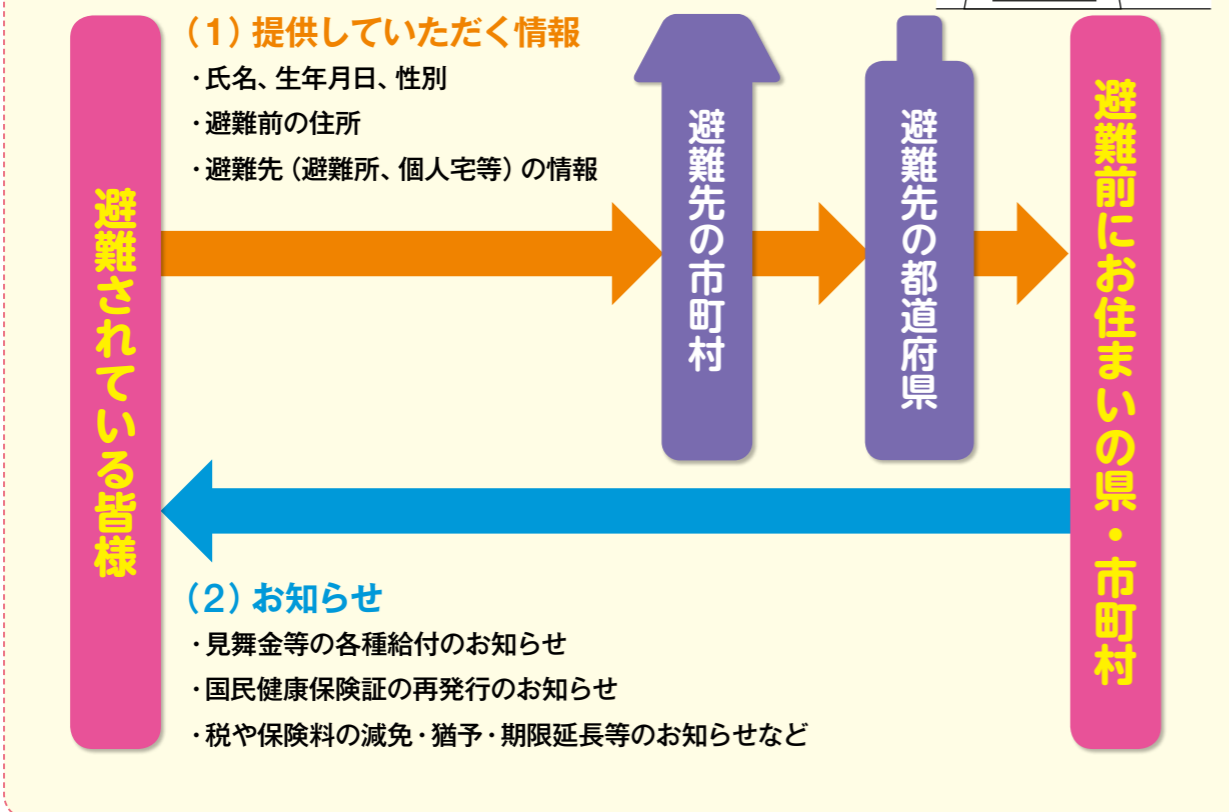 避難されている皆様
（1）提供していただく情報
・氏名、生年月日、性別
・避難前の住所
・避難先（避難所、個人宅等）の情報
避難先の市町村
避難先の都道府県
避難前にお住まいの県・市町村
（2）お知らせ
・見舞金等の各種給付のお知らせ
・国民健康保険証の再発行のお知らせ
・税や保険料の減免・猶予・期限延長等のお知らせなど